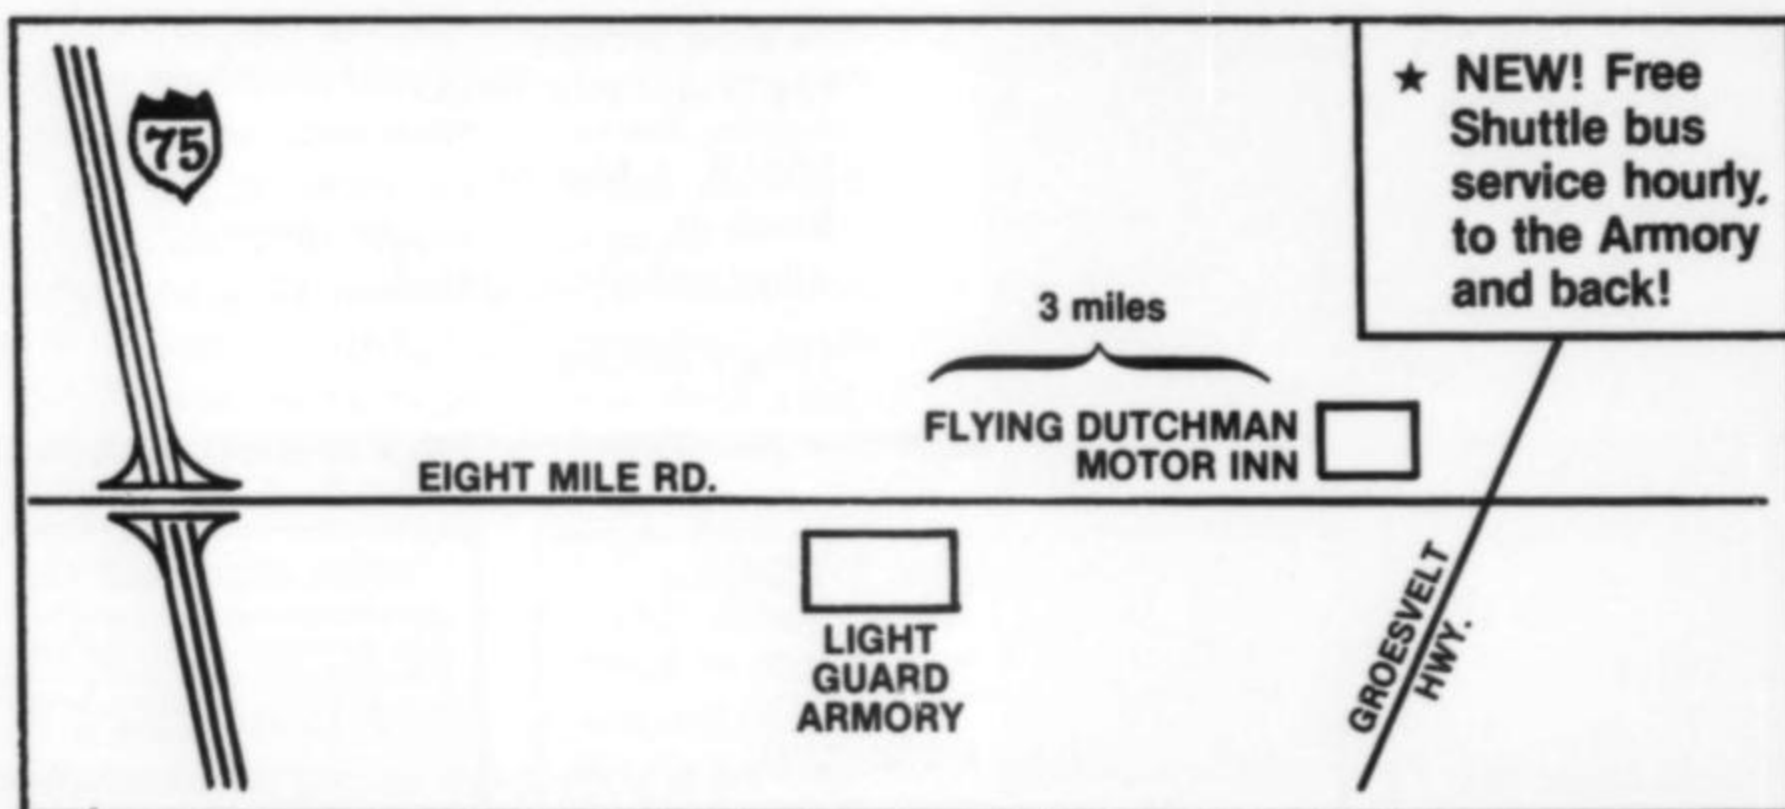 75
★ NEW! Free
Shuttle bus
service hourly,
to the Armory
and back!
3 miles
FLYING DUTCHMAN
MOTOR INN
EIGHT MILE RD.
LIGHT
GUARD
ARMORY
GROESVELT
HWY.